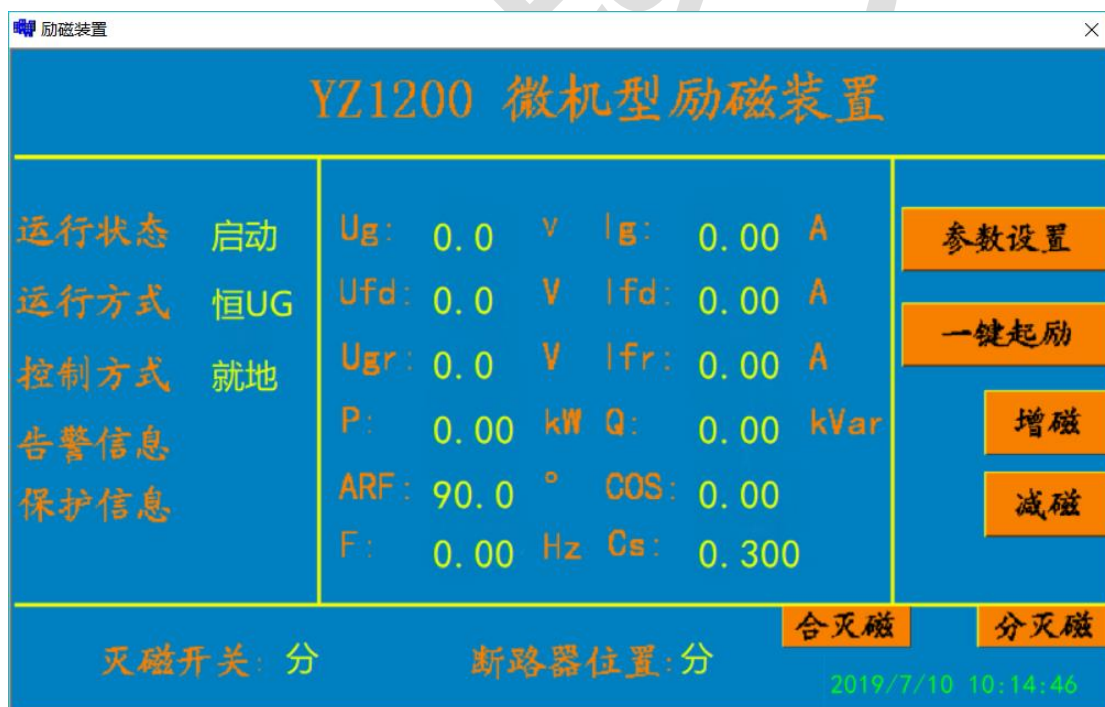 励磁装置
YZ1200 微机型励磁装置
运行状态 启动
运行方式 恒UG
控制方式 就地
告警信息
保护信息
Ug: 0.0 V Ig: 0.00 A
Ufd: 0.0 V Ifd: 0.00 A
Ugr: 0.0 V Ifr: 0.00 A
P: 0.00 kW Q: 0.00 kVar
ARF: 90.0 ° COS: 0.00
F: 0.00 Hz Cs: 0.300
参数设置
一键起励
增磁
减磁
合灭磁 分灭磁
灭磁开关: 分 断路器位置: 分
2019/7/10 10:14:46